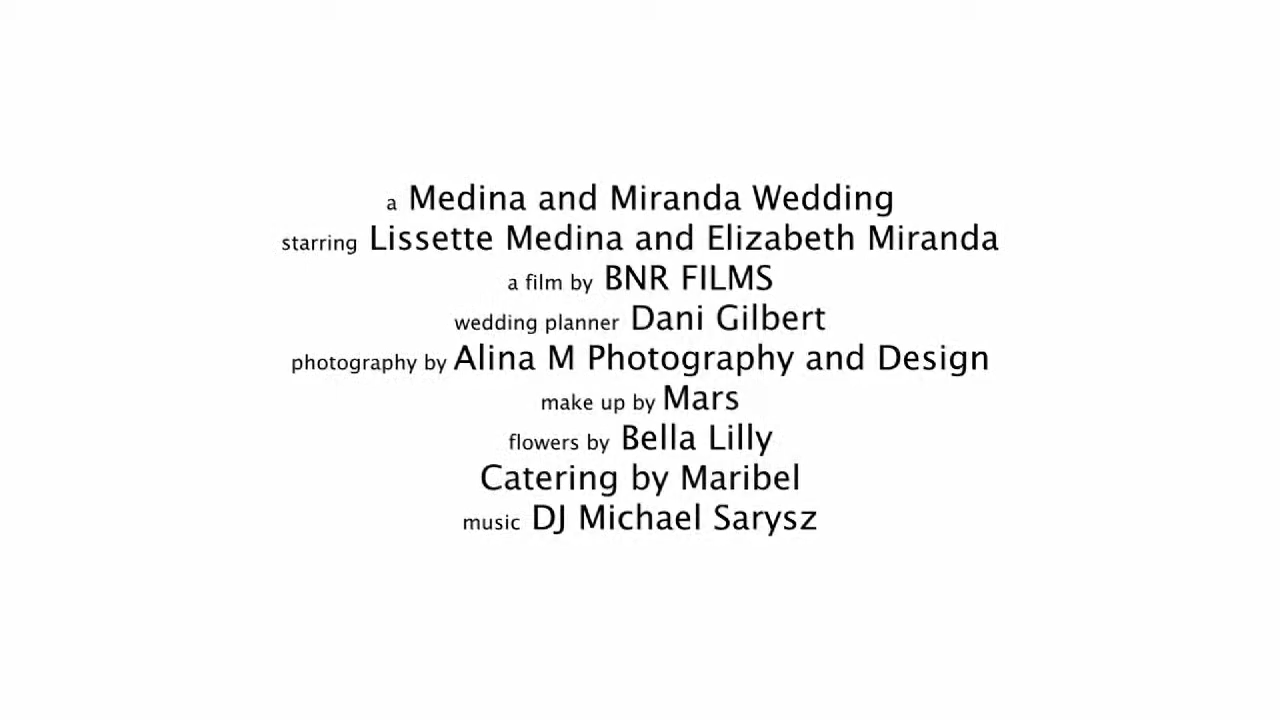 a Medina and Miranda Wedding
starring Lissette Medina and Elizabeth Miranda
a film by BNR FILMS
wedding planner Dani Gilbert
photography by Alina M Photography and Design
make up by Mars
flowers by Bella Lilly
Catering by Maribel
music DJ Michael Sarysz